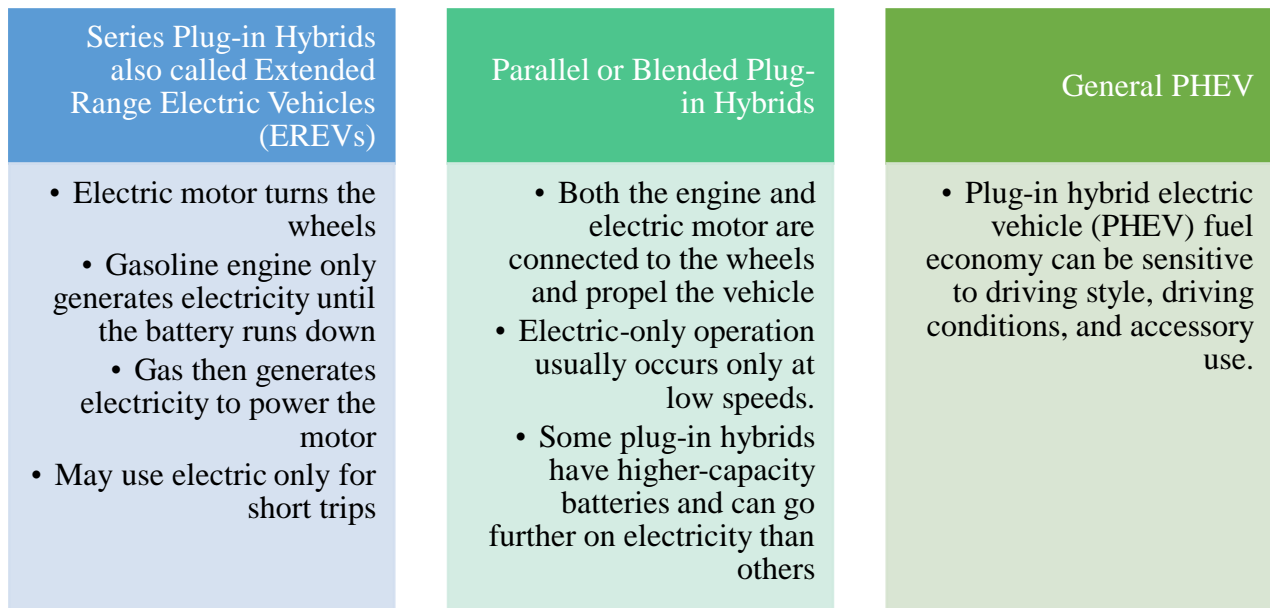 Series Plug-in Hybrids
also called Extended
Range Electric Vehicles
(EREVs)
• Electric motor turns the
wheels
• Gasoline engine only
generates electricity until
the battery runs down
• Gas then generates
electricity to power the
motor
• May use electric only for
short trips
Parallel or Blended Plug-
in Hybrids
• Both the engine and
electric motor are
connected to the wheels
and propel the vehicle
• Electric-only operation
usually occurs only at
low speeds.
• Some plug-in hybrids
have higher-capacity
batteries and can go
further on electricity than
others
General PHEV
• Plug-in hybrid electric
vehicle (PHEV) fuel
economy can be sensitive
to driving style, driving
conditions, and accessory
use.